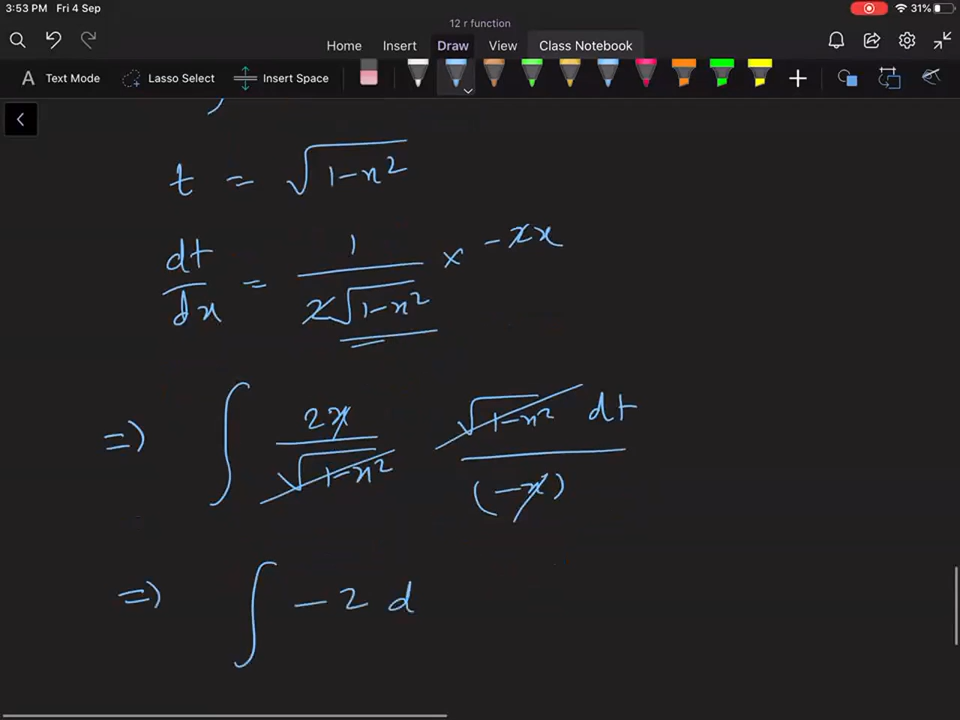 3:53 PM Fri 4 Sep 31%
12 r function
Home Insert Draw View Class Notebook
A Text Mode Lasso Select Insert Space
t = √(1-x²)
dt/dx = 1/(2√(1-x²)) × -2x
=> ∫ 2x/√(1-x²) √(1-x²) dt/(-x)
=> ∫ -2 d